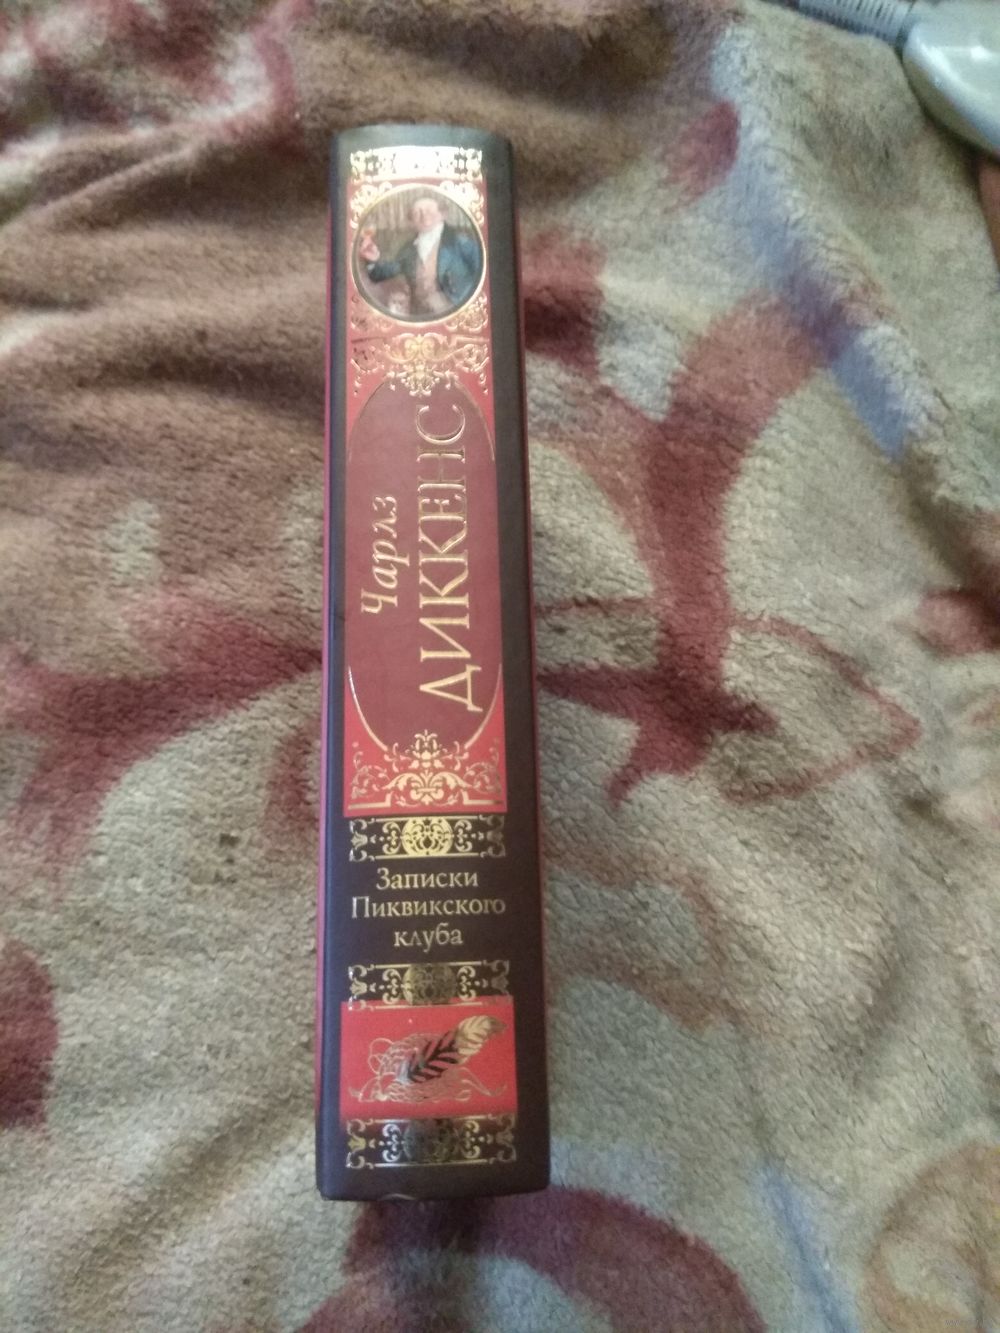 Чарлз
ДИККЕНС
Записки
Пиквикского
клуба